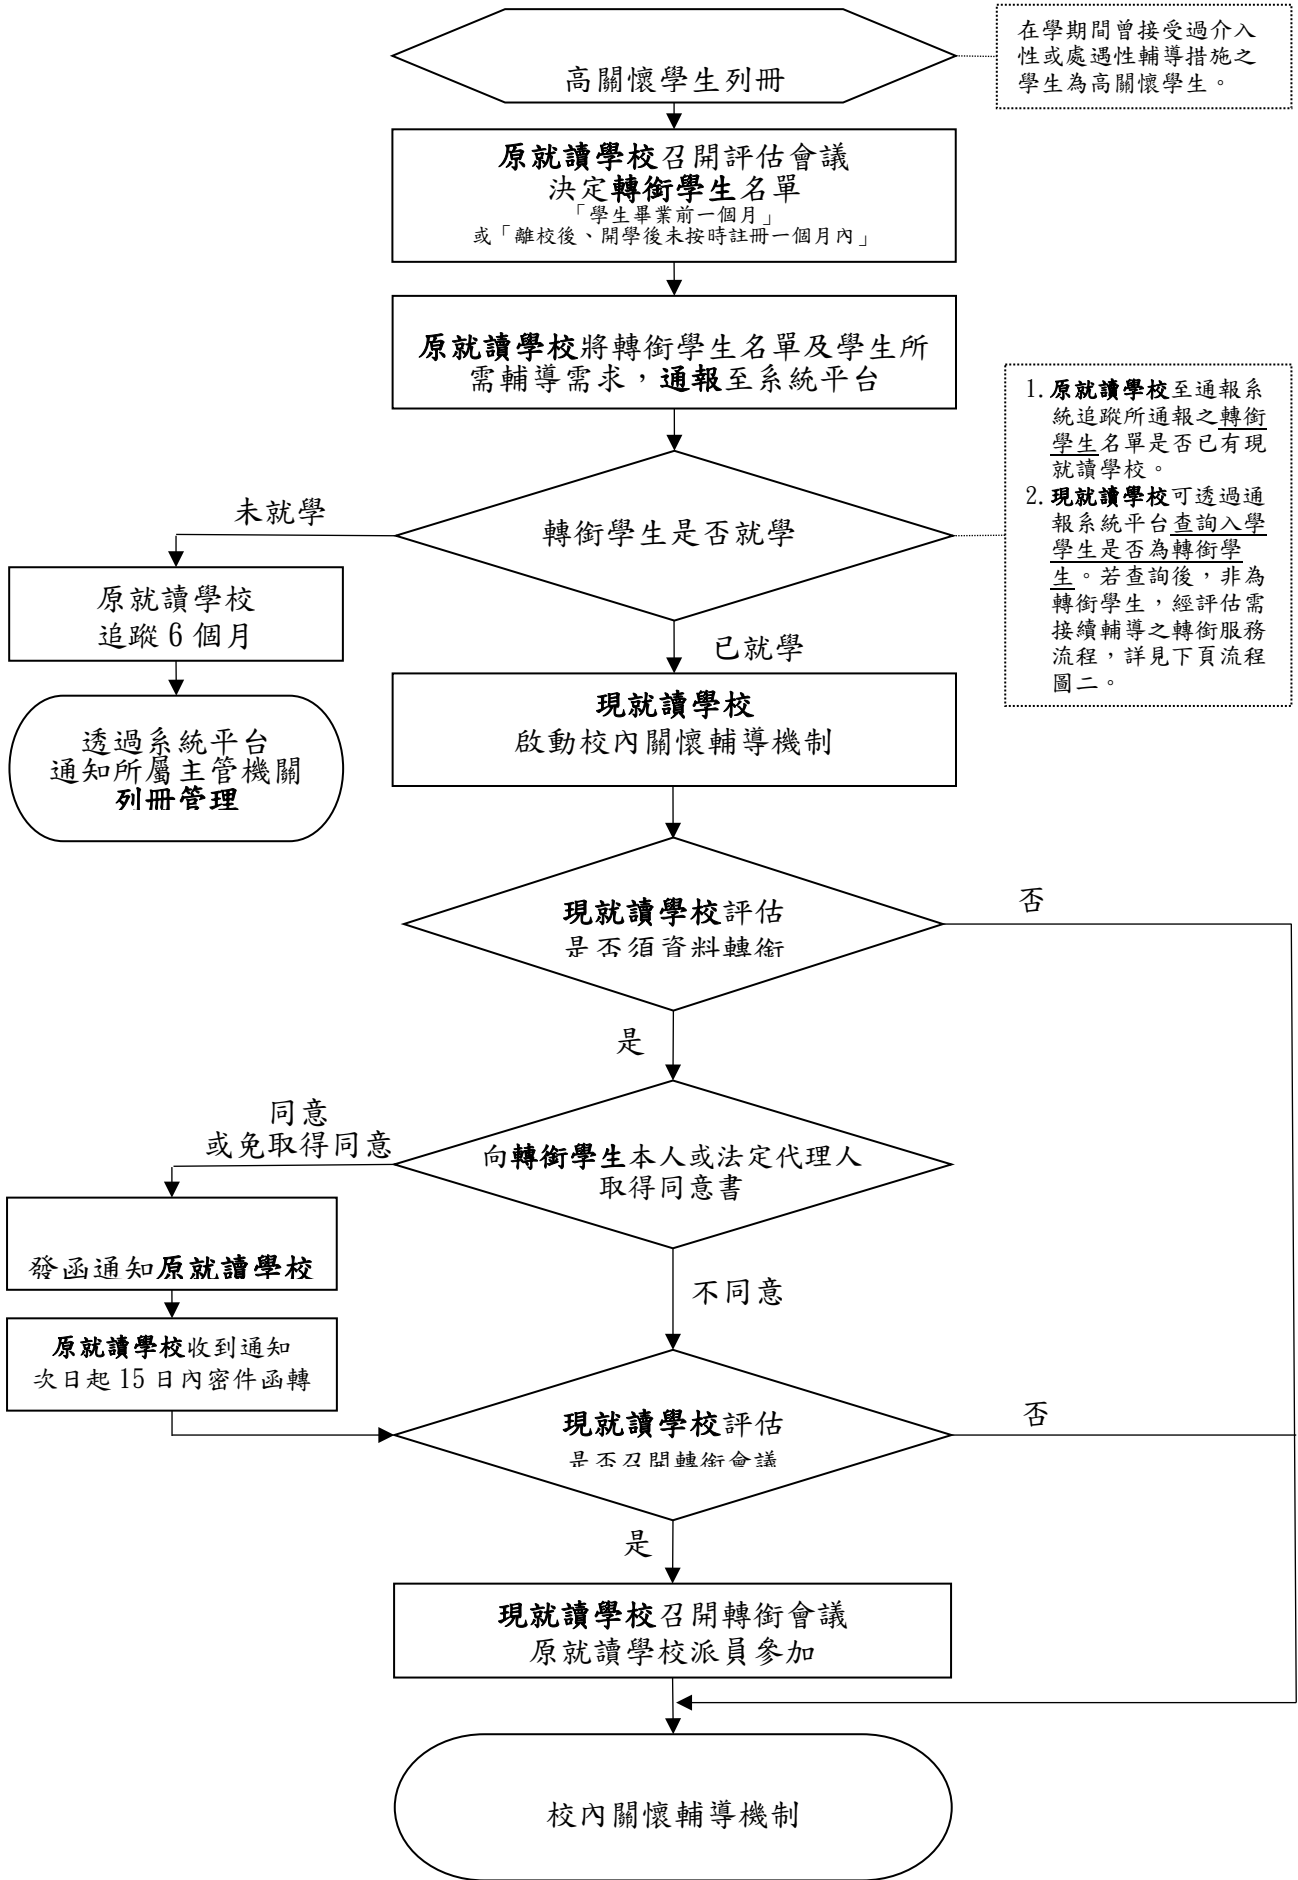 高關懷學生列冊
在學期間曾接受過介入
性或處遇性輔導措施之
學生為高關懷學生。
原就讀學校召開評估會議
決定轉銜學生名單
「學生畢業前一個月」
或「離校後、開學後未按時註冊一個月內」
原就讀學校將轉銜學生名單及學生所
需輔導需求，通報至系統平台
1. 原就讀學校至通報系
統追蹤所通報之轉銜
學生名單是否已有現
就讀學校。
2. 現就讀學校可透過通
報系統平台查詢入學
學生是否為轉銜學
生。若查詢後，非為
轉銜學生，經評估需
接續輔導之轉銜服務
流程，詳見下頁流程
圖二。
轉銜學生是否就學
未就學
原就讀學校
追蹤 6 個月
透過系統平台
通知所屬主管機關
列冊管理
已就學
現就讀學校
啟動校內關懷輔導機制
現就讀學校評估
是否須資料轉銜
否
是
向轉銜學生本人或法定代理人
取得同意書
同意
或免取得同意
發函通知原就讀學校
原就讀學校收到通知
次日起 15 日內密件函轉
不同意
現就讀學校評估
是否召開轉銜會議
否
是
現就讀學校召開轉銜會議
原就讀學校派員參加
校內關懷輔導機制